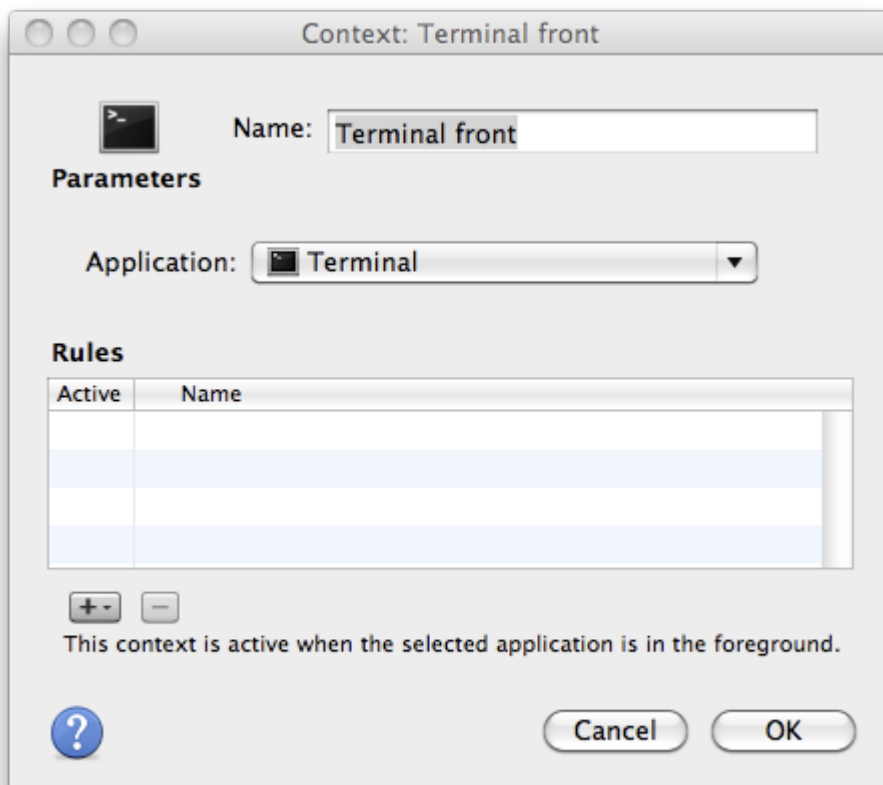 Context: Terminal front
Name: Terminal front
Parameters
Application: Terminal
Rules
Active Name
This context is active when the selected application is in the foreground.
Cancel OK